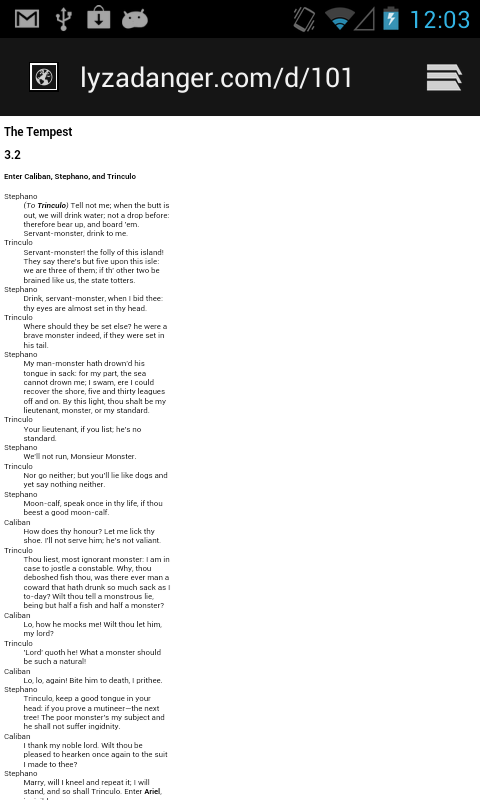 12:03
lyzadanger.com/d/101
The Tempest
3.2
Enter Caliban, Stephano, and Trinculo
Stephano
(To Trinculo) Tell not me; when the butt is
out, we will drink water; not a drop before:
therefore bear up, and board 'em.
Servant-monster, drink to me.
Trinculo
Servant-monster! the folly of this island!
They say there's but five upon this isle:
we are three of them; if th' other two be
brained like us, the state totters.
Stephano
Drink, servant-monster, when I bid thee:
thy eyes are almost set in thy head.
Trinculo
Where should they be set else? he were a
brave monster indeed, if they were set in
his tail.
Stephano
My man-monster hath drown'd his
tongue in sack: for my part, the sea
cannot drown me; I swam, ere I could
recover the shore, five and thirty leagues
off and on. By this light, thou shalt be my
lieutenant, monster, or my standard.
Trinculo
Your lieutenant, if you list; he's no
standard.
Stephano
We'll not run, Monsieur Monster.
Trinculo
Nor go neither; but you'll lie like dogs and
yet say nothing neither.
Stephano
Moon-calf, speak once in thy life, if thou
beest a good moon-calf.
Caliban
How does thy honour? Let me lick thy
shoe. I'll not serve him; he's not valiant.
Trinculo
Thou liest, most ignorant monster: I am in
case to jostle a constable. Why, thou
deboshed fish thou, was there ever man a
coward that hath drunk so much sack as I
to-day? Wilt thou tell a monstrous lie,
being but half a fish and half a monster?
Caliban
Lo, how he mocks me! Wilt thou let him,
my lord?
Trinculo
'Lord' quoth he! What a monster should
be such a natural!
Caliban
Lo, lo, again! Bite him to death, I prithee.
Stephano
Trinculo, keep a good tongue in your
head: if you prove a mutineer—the next
tree! The poor monster's my subject and
he shall not suffer ingidnity.
Caliban
I thank my noble lord. Wilt thou be
pleased to hearken once again to the suit
I made to thee?
Stephano
Marry, will I kneel and repeat it; I will
stand, and so shall Trinculo. Enter Ariel,